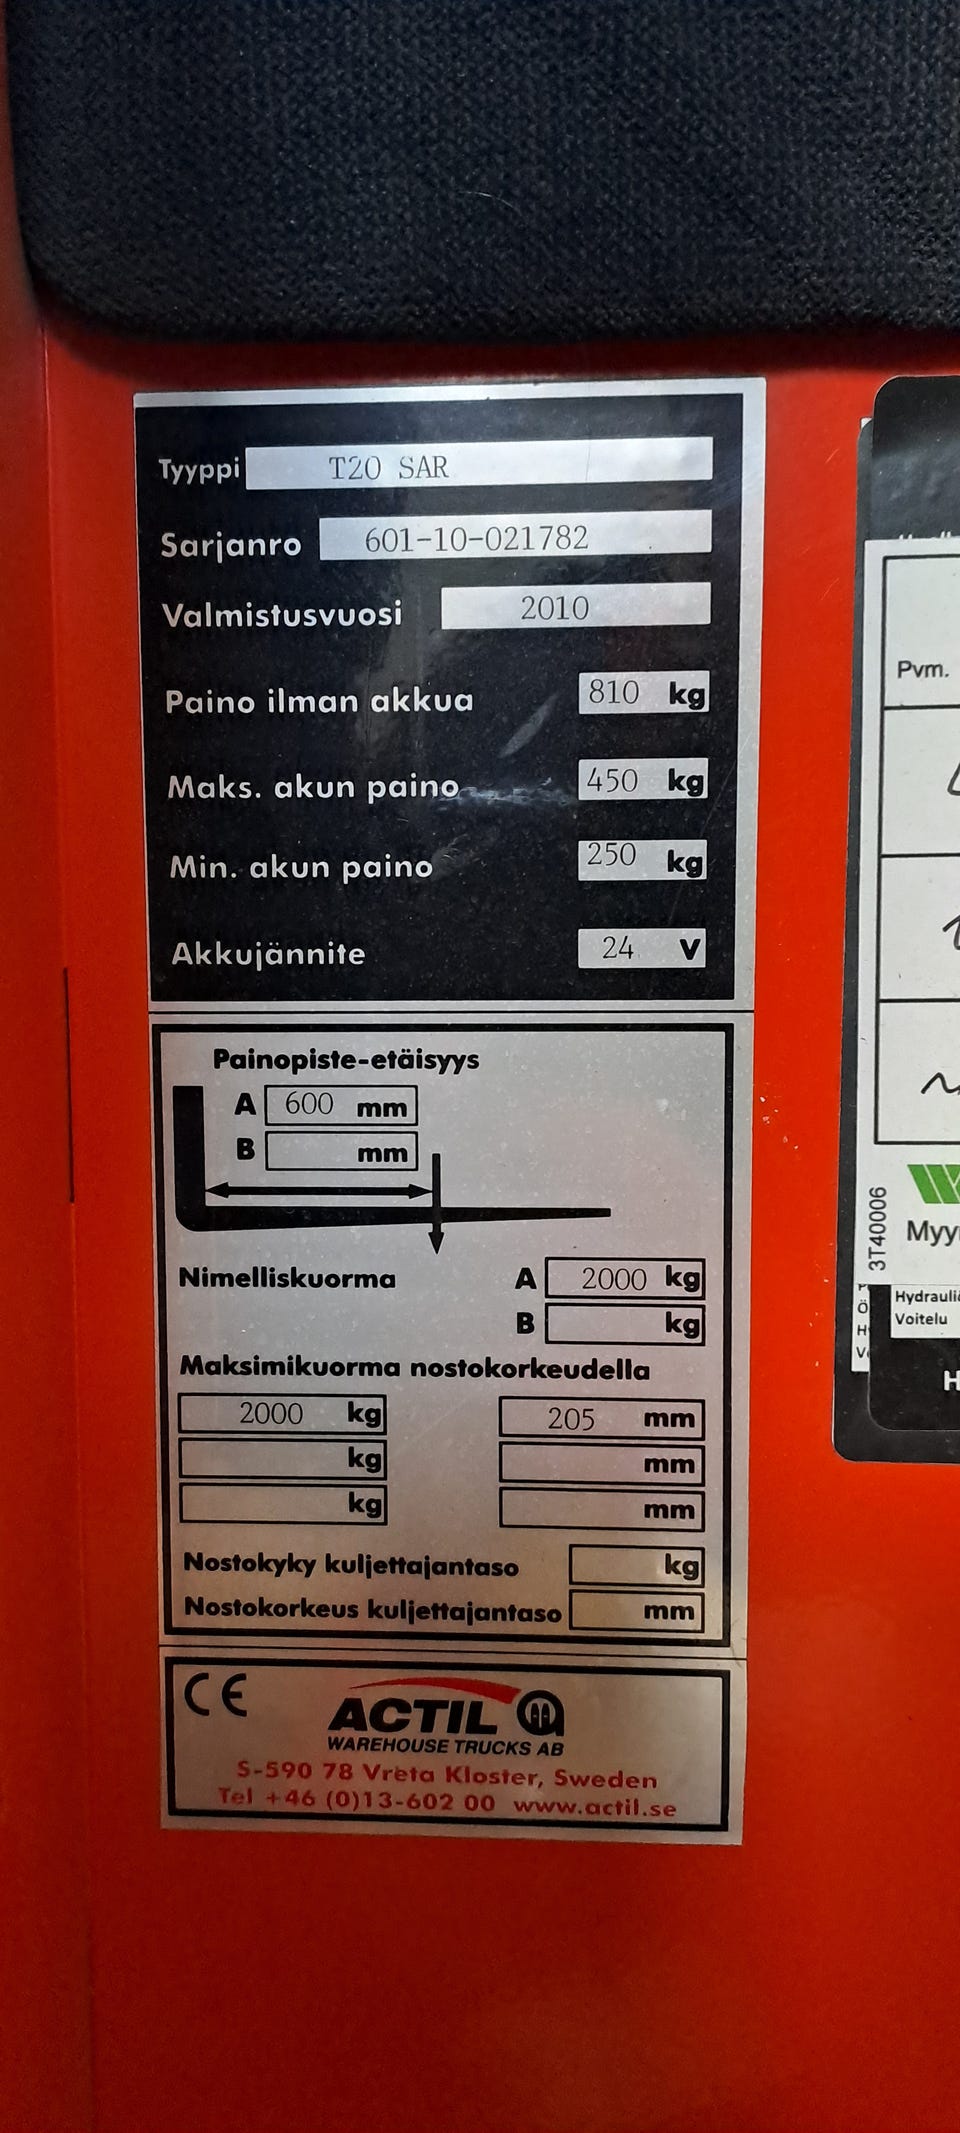 Tyyppi T20 SAR
Sarjanro 601-10-021782
Valmistusvuosi 2010
Paino ilman akkua 810 kg
Maks. akun paino 450 kg
Min. akun paino 250 kg
Akkujännite 24 V
Painopiste-etäisyys
A 600 mm
B mm
Nimelliskuorma A 2000 kg
B kg
Maksimikuorma nostokorkeudella
2000 kg 205 mm
kg mm
kg mm
Nostokyky kuljettajantaso kg
Nostokorkeus kuljettajantaso mm
CE
ACTIL
WAREHOUSE TRUCKS AB
S-590 78 Vreta Kloster, Sweden
Tel +46 (0)13-602 00 www.actil.se
Pvm.
3T40006
Voitelu